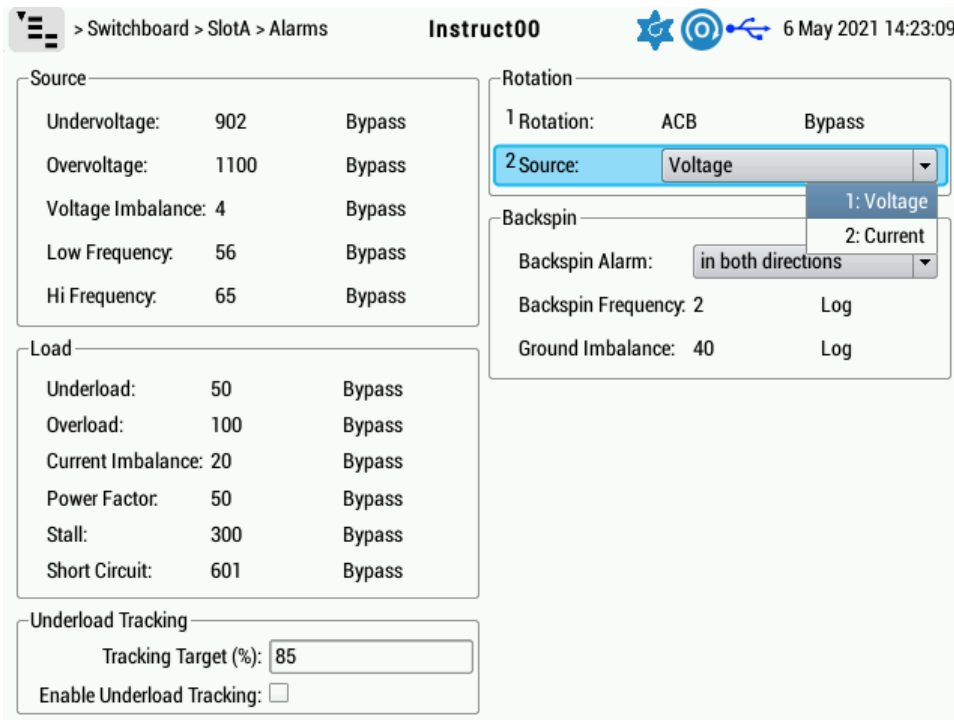 > Switchboard > SlotA > Alarms Instruct00 6 May 2021 14:23:09
Source
Undervoltage: 902 Bypass
Overvoltage: 1100 Bypass
Voltage Imbalance: 4 Bypass
Low Frequency: 56 Bypass
Hi Frequency: 65 Bypass
Load
Underload: 50 Bypass
Overload: 100 Bypass
Current Imbalance: 20 Bypass
Power Factor: 50 Bypass
Stall: 300 Bypass
Short Circuit: 601 Bypass
Underload Tracking
Tracking Target (%): 85
Enable Underload Tracking:
Rotation
1 Rotation: ACB Bypass
2 Source: Voltage
1: Voltage
2: Current
Backspin
Backspin Alarm: in both directions
Backspin Frequency: 2 Log
Ground Imbalance: 40 Log